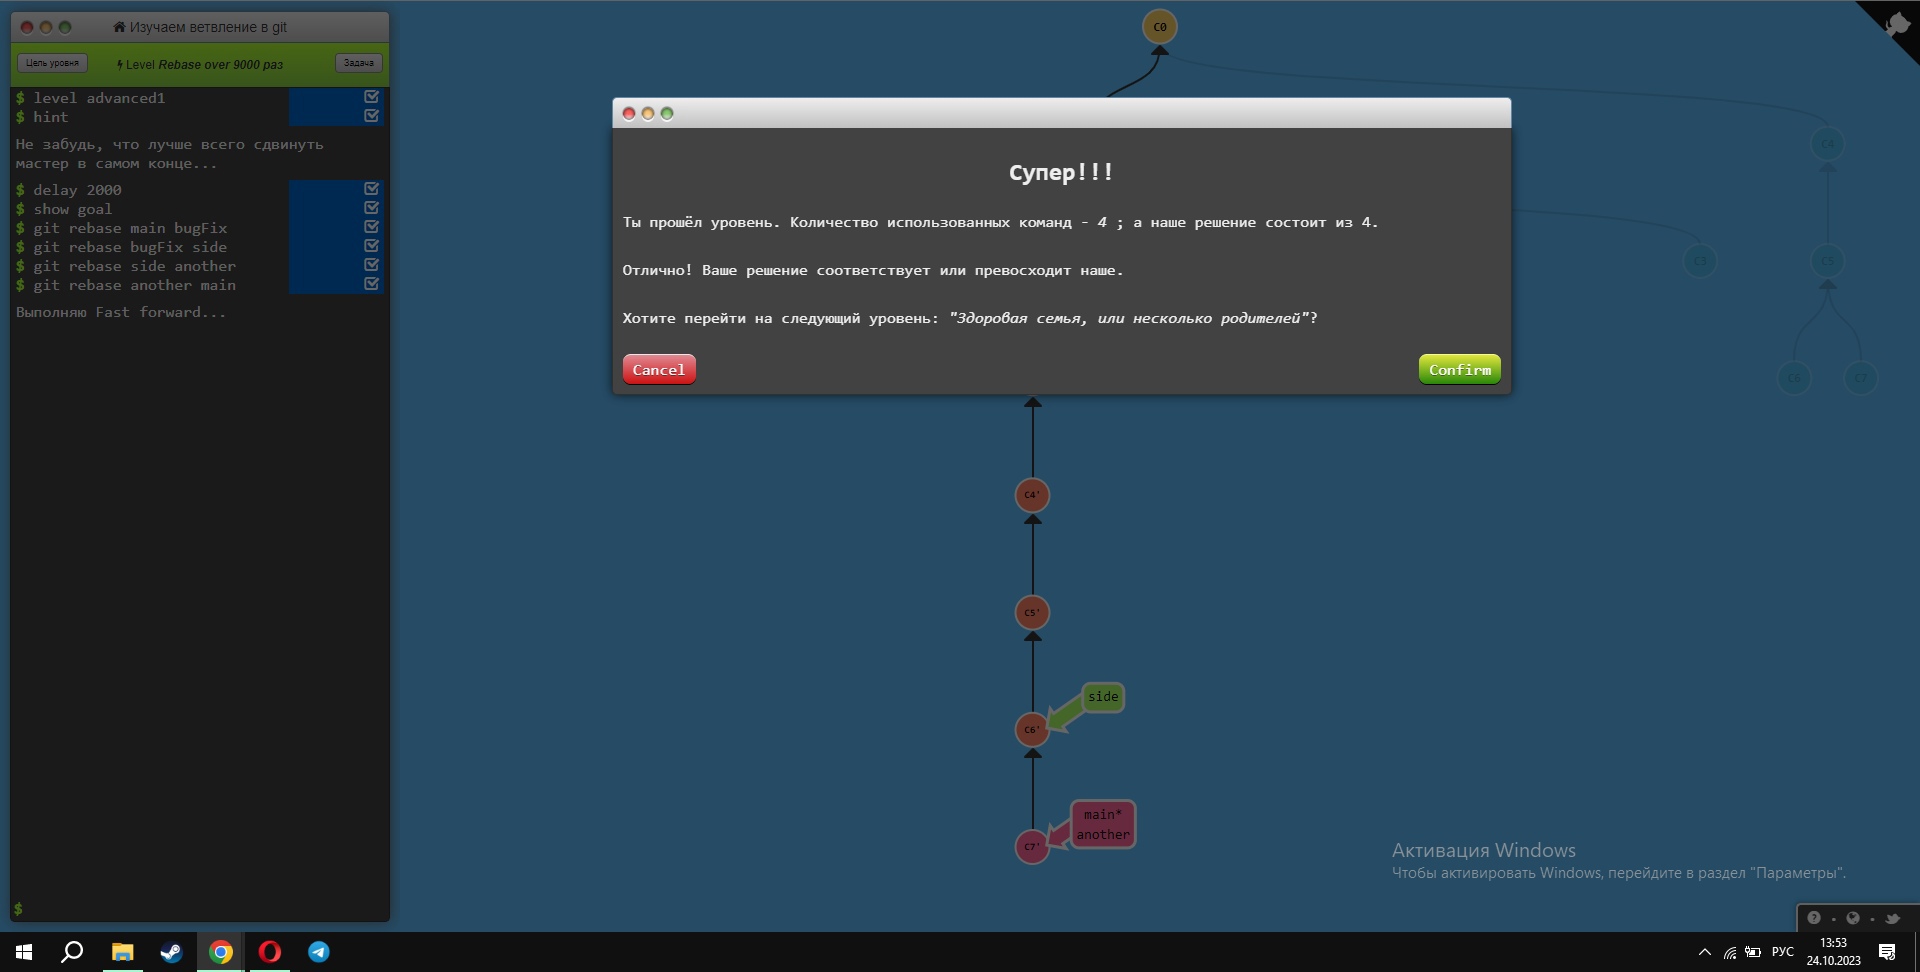 Изучаем ветвление в git
Цель уровня
Level Rebase over 9000 раз
Задача
$ level advanced1
$ hint
Не забудь, что лучше всего сдвинуть
мастер в самом конце...
$ delay 2000
$ show goal
$ git rebase main bugFix
$ git rebase bugFix side
$ git rebase side another
$ git rebase another main
Выполняю Fast forward...
$
C0
C4
C3
C5
C6
C7
Супер!!!
Ты прошёл уровень. Количество использованных команд - 4 ; а наше решение состоит из 4.
Отлично! Ваше решение соответствует или превосходит наше.
Хотите перейти на следующий уровень: "Здоровая семья, или несколько родителей"?
Cancel
Confirm
C4'
C5'
side
C6'
main*
another
C7'
Активация Windows
Чтобы активировать Windows, перейдите в раздел "Параметры".
РУС
13:53
24.10.2023